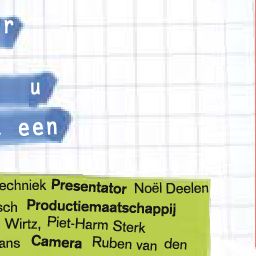 r
u
een
echniek Presentator Noël Deelen
sch Productiemaatschappij
Wirtz, Piet-Harm Sterk
ans Camera Ruben van den